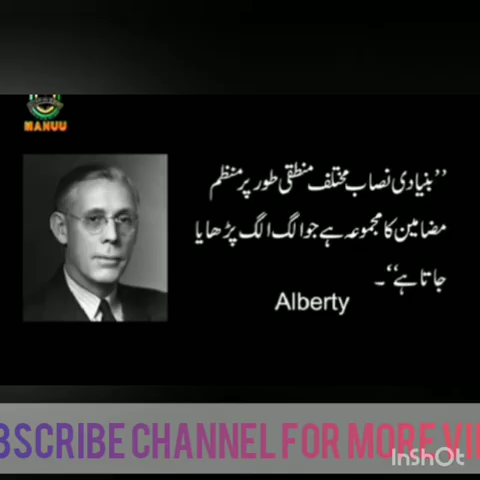 MANUU
”بنیادی نصاب مختلف منطقی طور پر منظم
مضامین کا مجموعہ ہے جو الگ الگ پڑھایا
جاتا ہے“۔
Alberty
BSCRIBE CHANNEL FOR MORE VI
InShOt